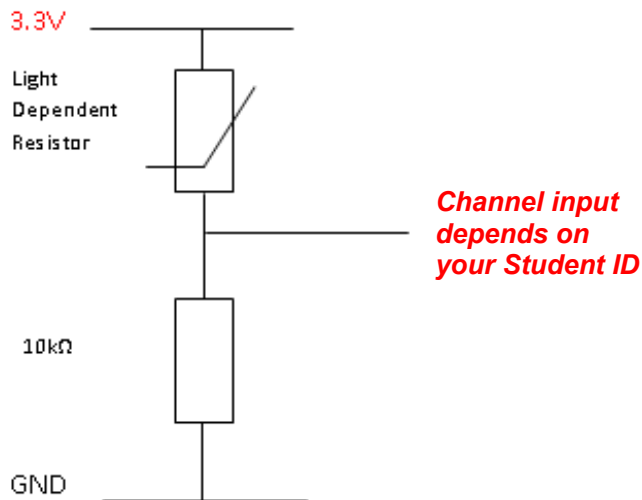 3.3V
Light
Dependent
Resistor
Channel input
depends on
your Student ID
10kΩ
GND